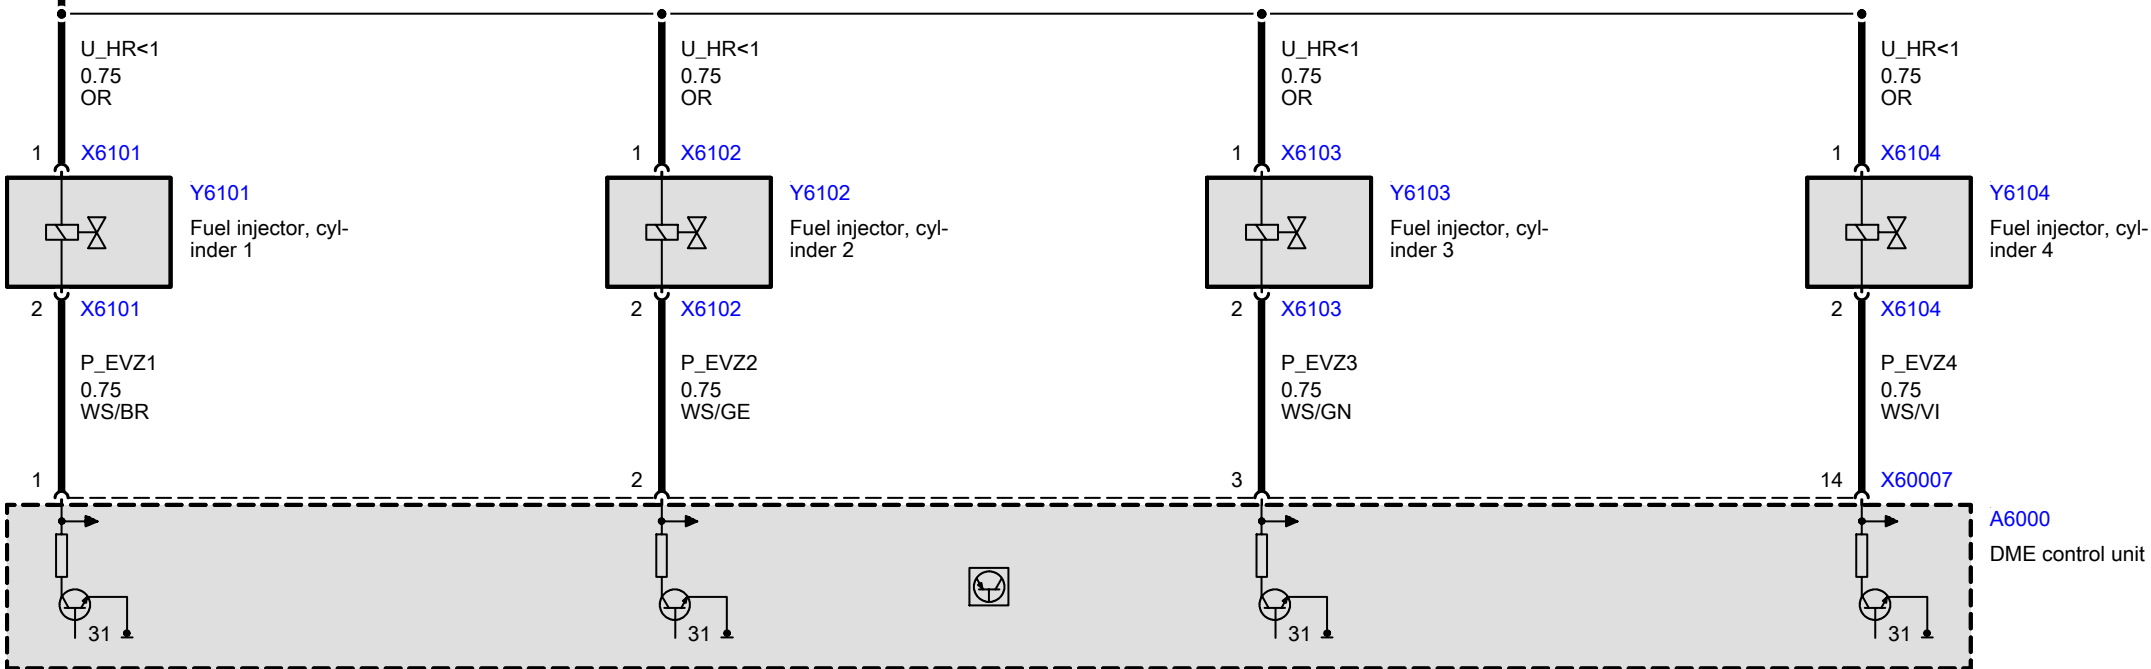 U_HR<1
0.75
OR
U_HR<1
0.75
OR
U_HR<1
0.75
OR
U_HR<1
0.75
OR
1 X6101
1 X6102
1 X6103
1 X6104
Y6101
Fuel injector, cyl-
inder 1
Y6102
Fuel injector, cyl-
inder 2
Y6103
Fuel injector, cyl-
inder 3
Y6104
Fuel injector, cyl-
inder 4
2 X6101
2 X6102
2 X6103
2 X6104
P_EVZ1
0.75
WS/BR
P_EVZ2
0.75
WS/GE
P_EVZ3
0.75
WS/GN
P_EVZ4
0.75
WS/VI
1
2
3
14 X60007
A6000
DME control unit
31
31
31
31